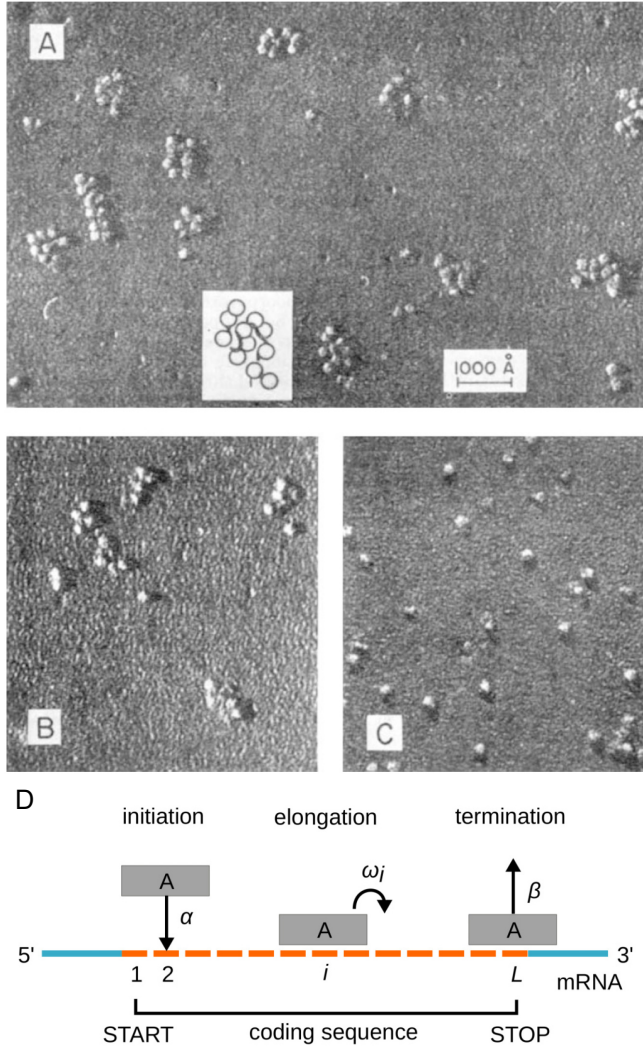 A
1000 Å
B
C
D
initiation elongation termination
A α A ωi A β
5' 3'
1 2 i L mRNA
START coding sequence STOP